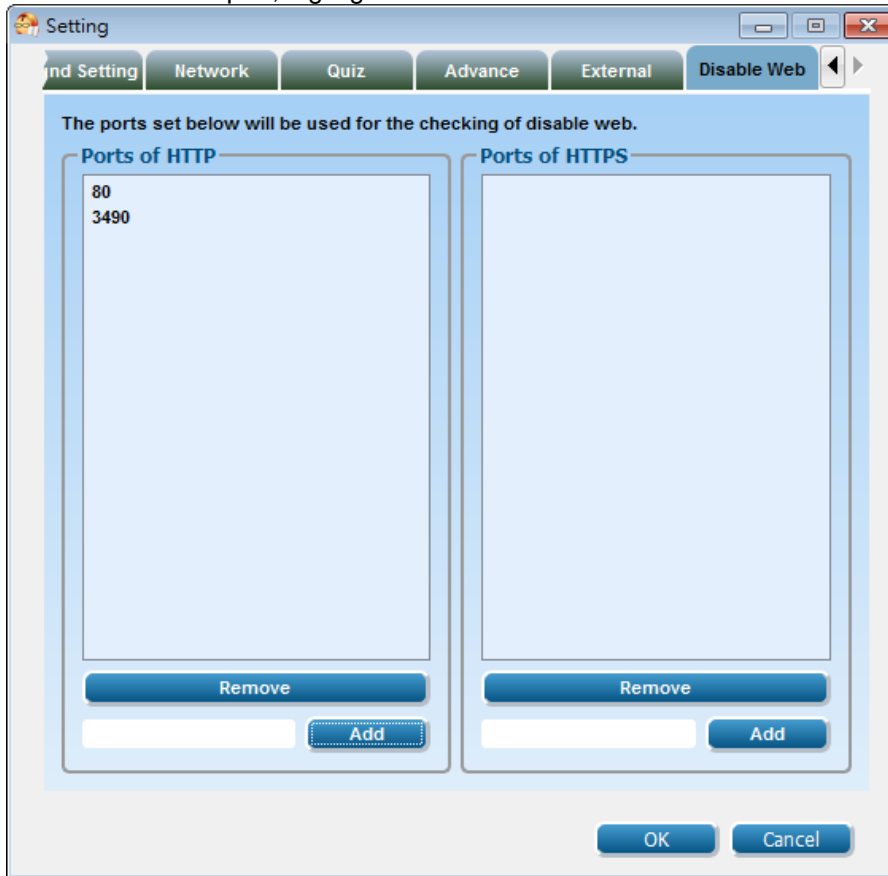 Setting
nd Setting Network Quiz Advance External Disable Web
The ports set below will be used for the checking of disable web.
Ports of HTTP
80
3490
Remove
Add
Ports of HTTPS
Remove
Add
OK Cancel